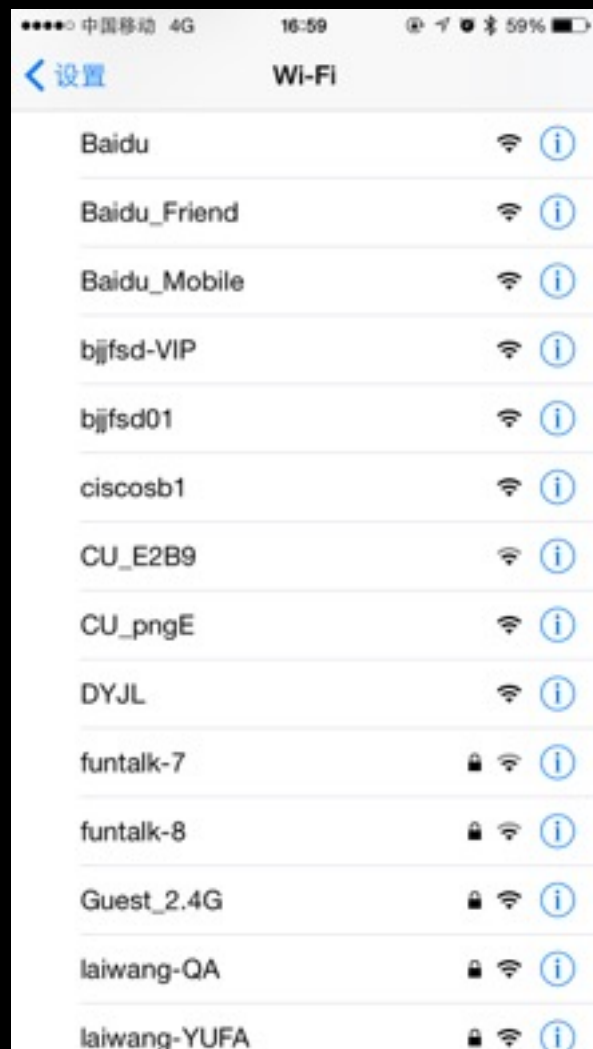 中国移动 4G 16:59 59%
设置 Wi-Fi
Baidu
Baidu_Friend
Baidu_Mobile
bjjfsd-VIP
bjjfsd01
ciscosb1
CU_E2B9
CU_pngE
DYJL
funtalk-7
funtalk-8
Guest_2.4G
laiwang-QA
laiwang-YUFA